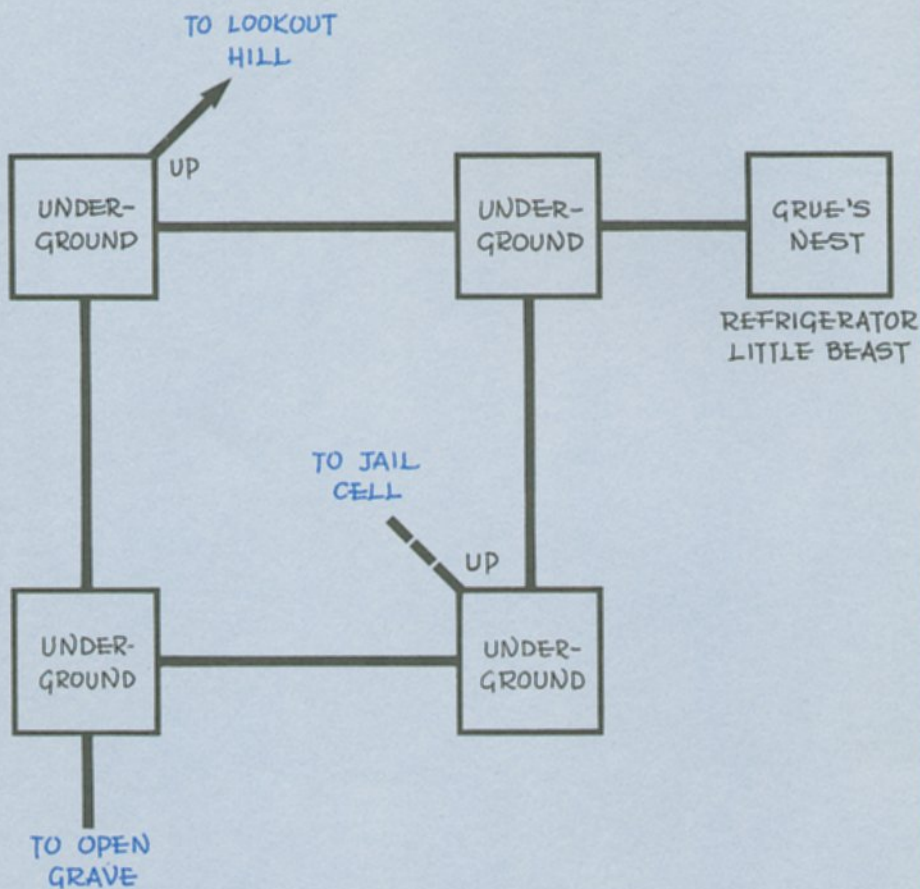 TO LOOKOUT
HILL
UP
UNDER-
GROUND
UNDER-
GROUND
GRUE'S
NEST
REFRIGERATOR
LITTLE BEAST
TO JAIL
CELL
UP
UNDER-
GROUND
UNDER-
GROUND
TO OPEN
GRAVE